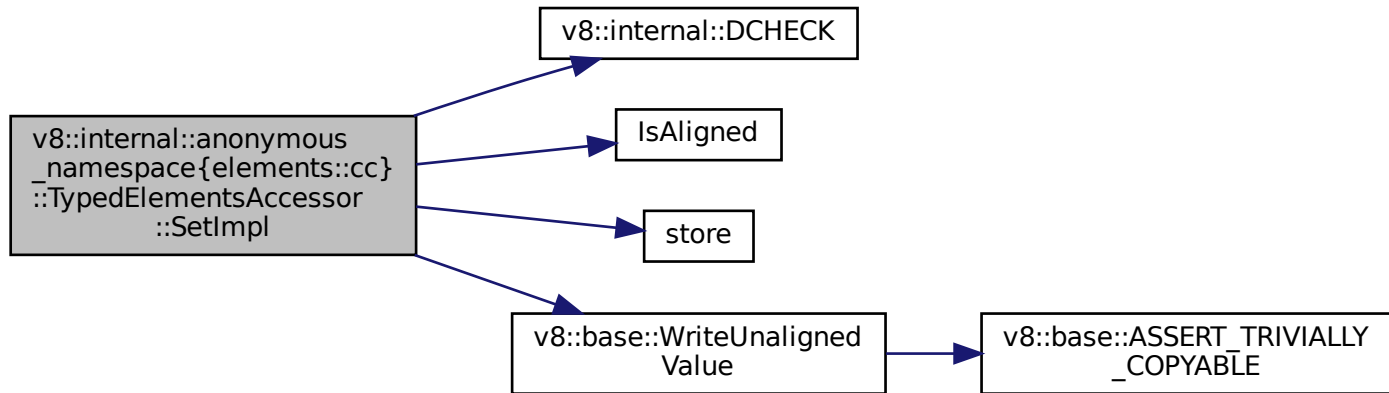 v8::internal::DCHECK
v8::internal::anonymous
_namespace{elements::cc}
::TypedElementsAccessor
::SetImpl
IsAligned
store
v8::base::WriteUnaligned
Value
v8::base::ASSERT_TRIVIALLY
_COPYABLE